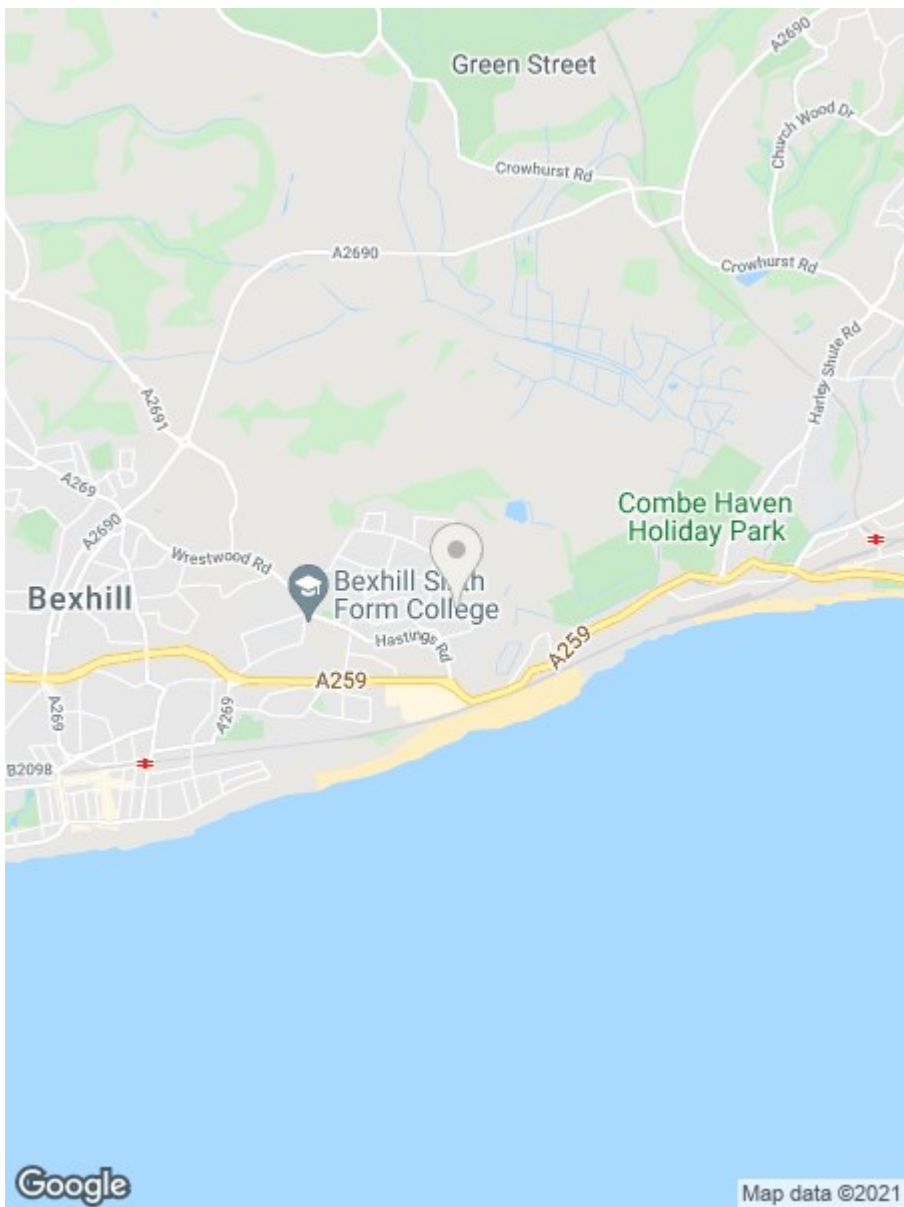 A2690
Green Street
Church Wood Dr
Crowhurst Rd
A2690
Crowhurst Rd
Harley Shute Rd
A2691
A269
A2690
Combe Haven
Holiday Park
Wrestwood Rd
Bexhill
Bexhill Sixth
Form College
Hastings Rd
A259
A259
A269
A269
B2098
Google
Map data ©2021